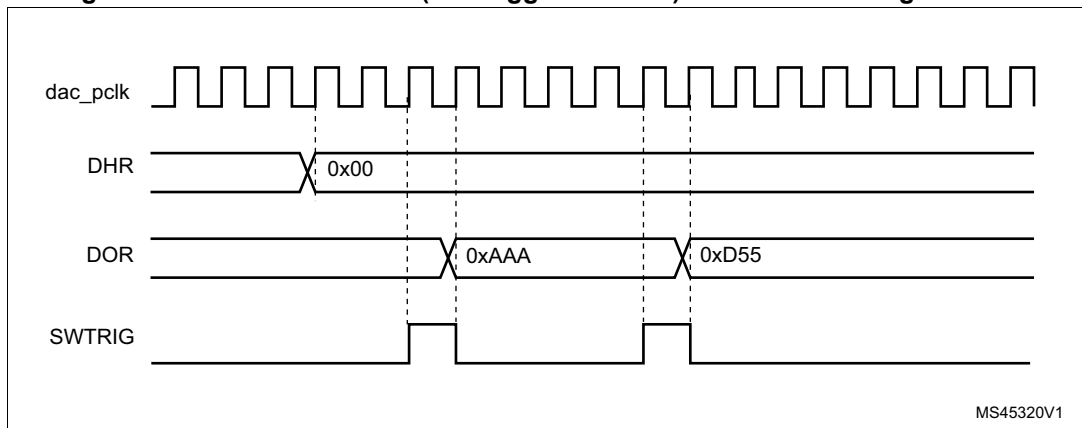 dac_pclk
DHR
0x00
DOR
0xAAA
0xD55
SWTRIG
MS45320V1